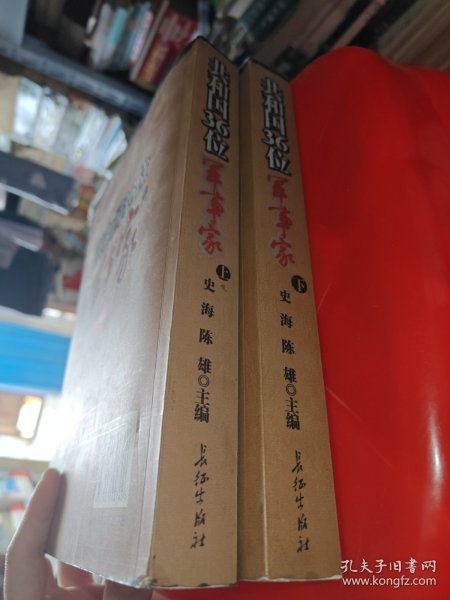 共和国36位
军事家
上
史海陈雄◎主编
长征出版社
共和国36位
军事家
下
史海陈雄◎主编
长征出版社
孔夫子旧书网
www.kongfz.com